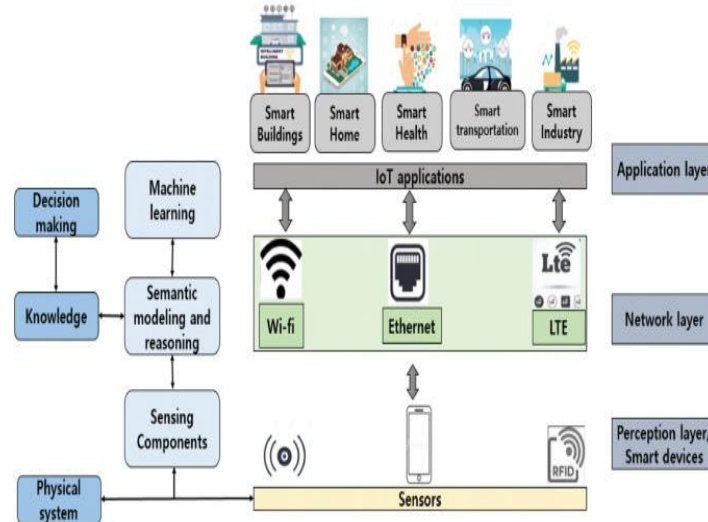 INTELLIGENT
BUILDING
Smart
Buildings
Smart
Home
Smart
Health
Smart
transportation
Smart
Industry
IoT applications
Application layer
Decision
making
Machine
learning
Knowledge
Semantic
modeling and
reasoning
Lte
Wi-fi
Ethernet
LTE
Network layer
Sensing
Components
RFID
Perception layer,
Smart devices
Physical
system
Sensors